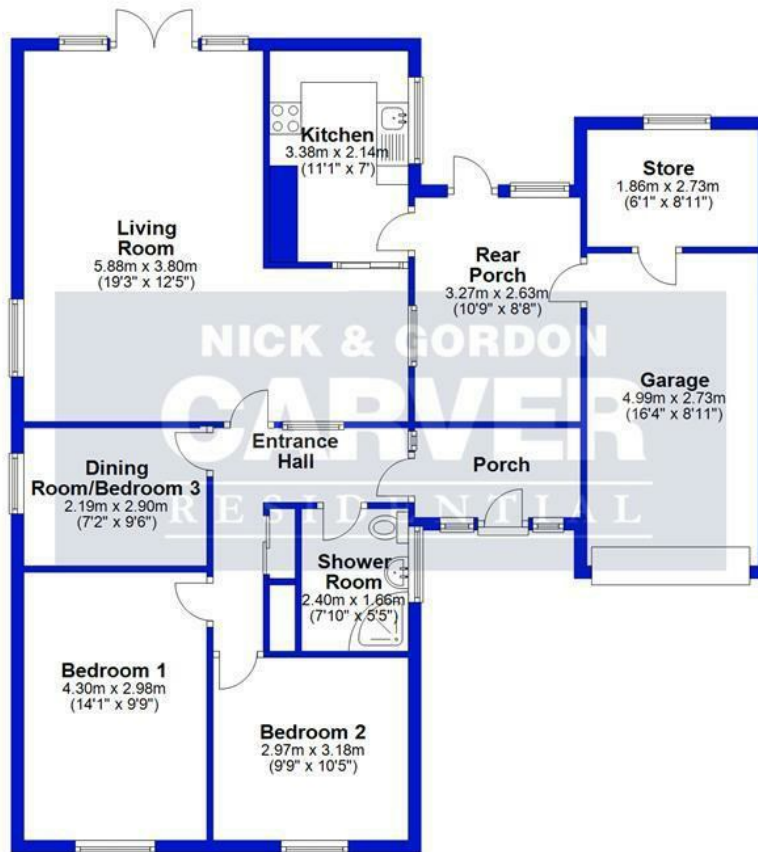 Kitchen
3.38m x 2.14m
(11'1" x 7')
Store
1.86m x 2.73m
(6'1" x 8'11")
Living
Room
5.88m x 3.80m
(19'3" x 12'5")
Rear
Porch
3.27m x 2.63m
(10'9" x 8'8")
NICK & GORDON
CARVER
RESIDENTIAL
Garage
4.99m x 2.73m
(16'4" x 8'11")
Entrance
Hall
Porch
Dining
Room/Bedroom 3
2.19m x 2.90m
(7'2" x 9'6")
Shower
Room
2.40m x 1.66m
(7'10" x 5'5")
Bedroom 1
4.30m x 2.98m
(14'1" x 9'9")
Bedroom 2
2.97m x 3.18m
(9'9" x 10'5")